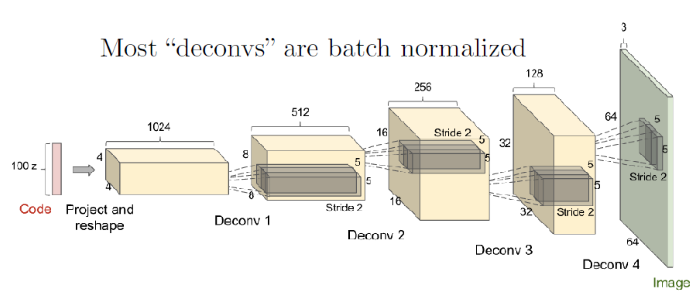 Most “deconvs” are batch normalized
3
128
256
512
1024
64
5
5
Stride 2
64
Image
16
Stride 2
5
5
16
32
5
5
Stride 2
32
8
5
5
8
Stride 2
4
4
100 z
Code
Project and
reshape
Deconv 1
Deconv 2
Deconv 3
Deconv 4